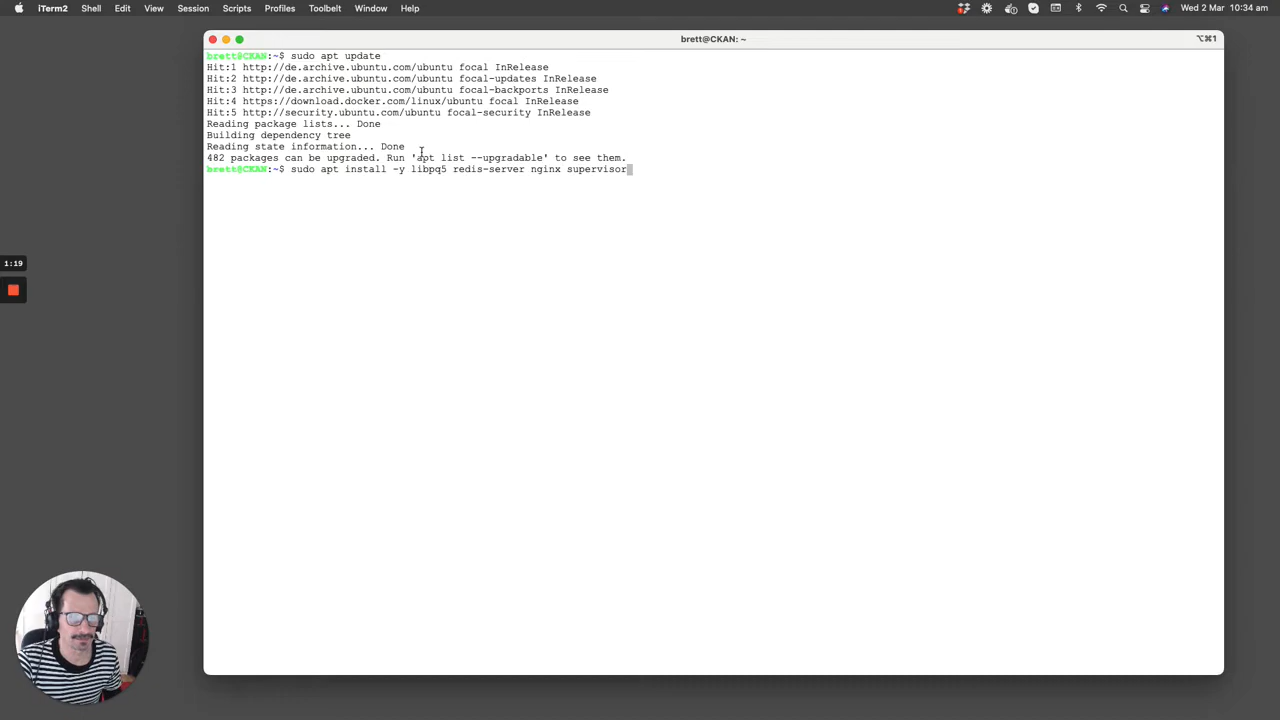 iTerm2 Shell Edit View Session Scripts Profiles Toolbelt Window Help Wed 2 Mar 10:34 am
brett@CKAN: ~ ⌥⌘1
brett@CKAN:~$ sudo apt update
Hit:1 http://de.archive.ubuntu.com/ubuntu focal InRelease
Hit:2 http://de.archive.ubuntu.com/ubuntu focal-updates InRelease
Hit:3 http://de.archive.ubuntu.com/ubuntu focal-backports InRelease
Hit:4 https://download.docker.com/linux/ubuntu focal InRelease
Hit:5 http://security.ubuntu.com/ubuntu focal-security InRelease
Reading package lists... Done
Building dependency tree
Reading state information... Done
482 packages can be upgraded. Run 'apt list --upgradable' to see them.
brett@CKAN:~$ sudo apt install -y libpq5 redis-server nginx supervisor
1:19